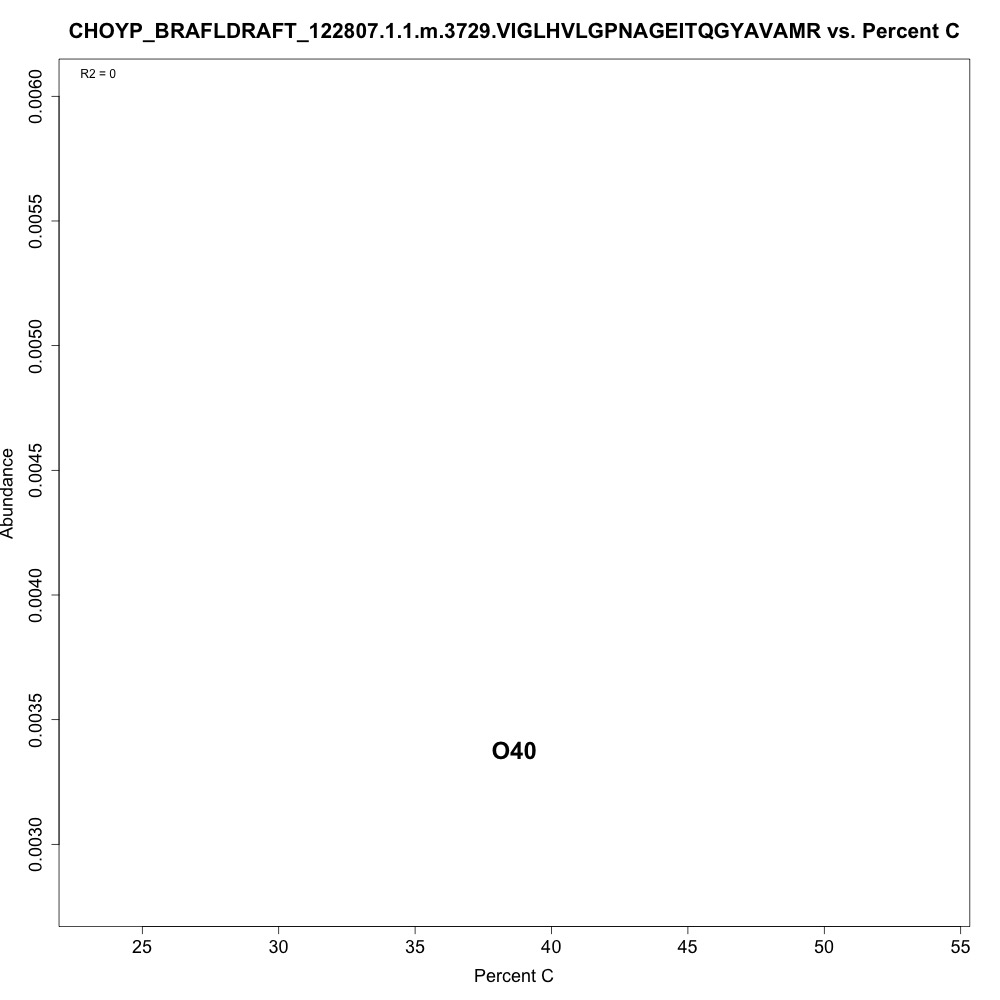 CHOYP_BRAFLDRAFT_122807.1.1.m.3729.VIGLHVLGPNAGEITQGYAVAMR vs. Percent C
R2 = 0
0.0060
0.0055
0.0050
0.0045
0.0040
0.0035
0.0030
Abundance
O40
25 30 35 40 45 50 55
Percent C